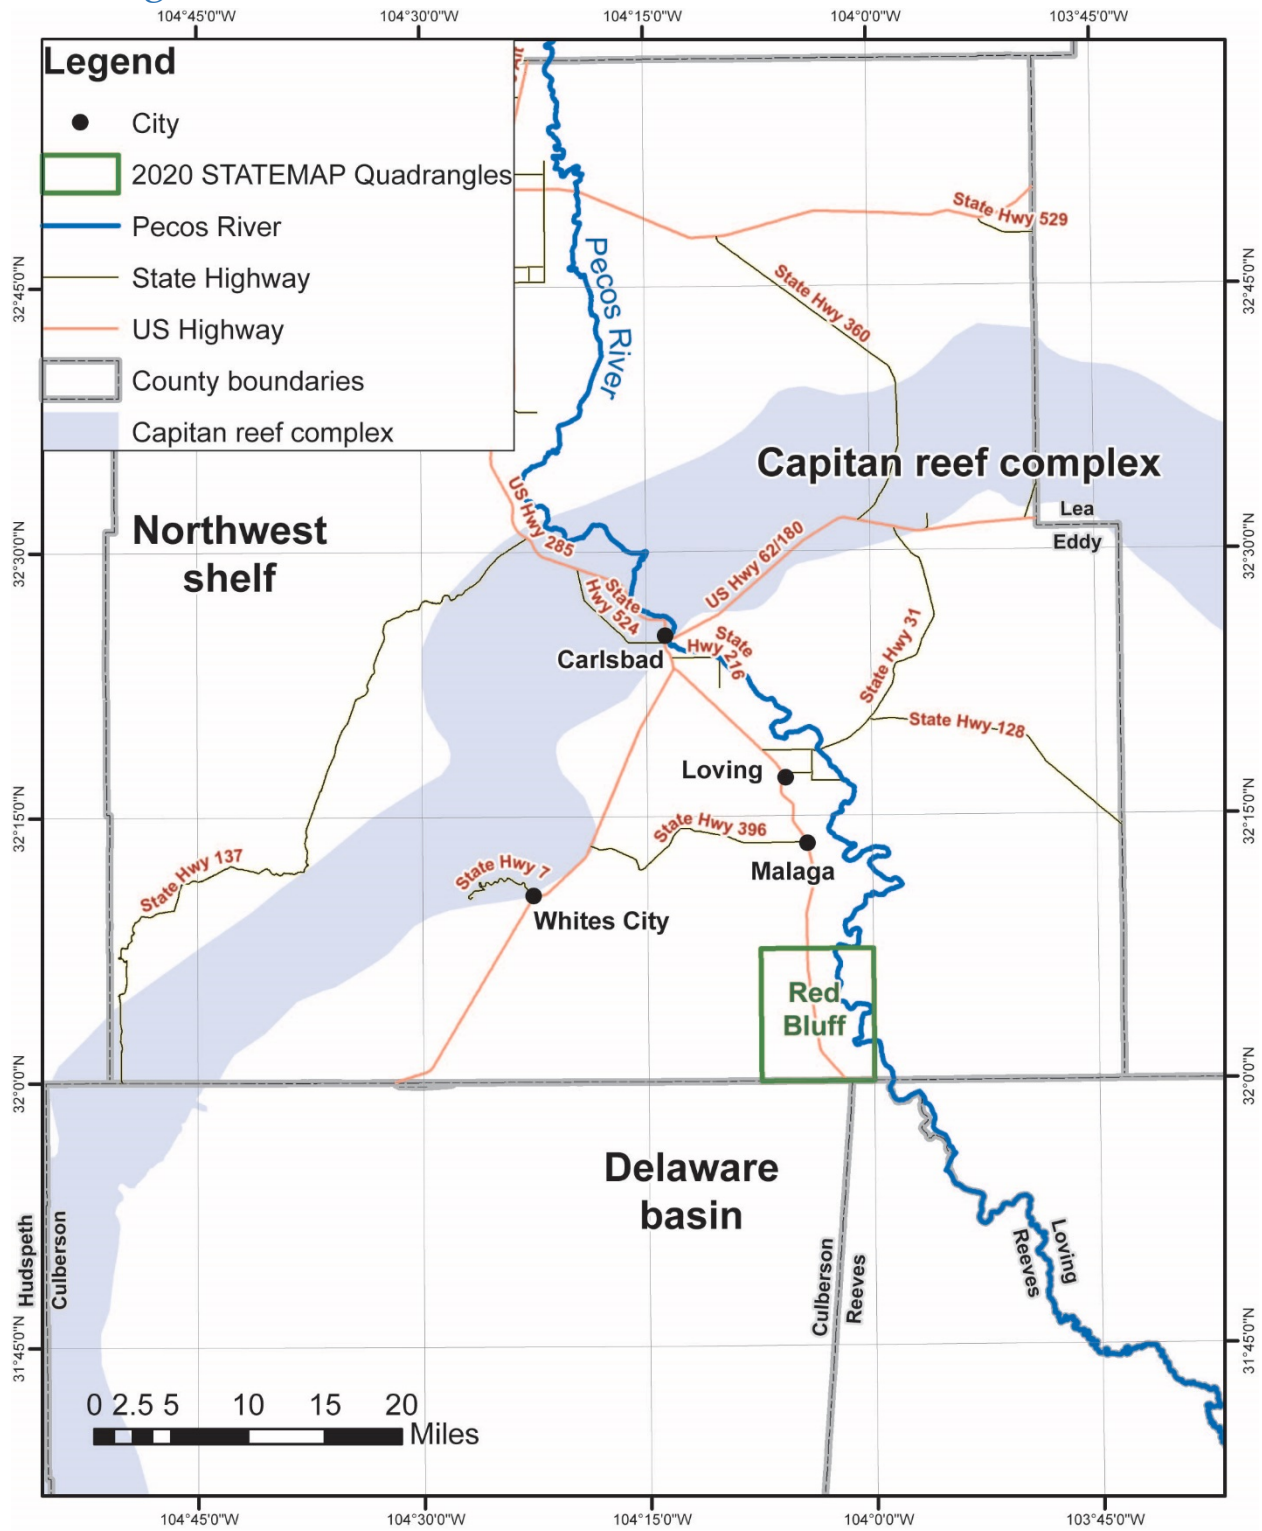 104°45'0"W 104°30'0"W 104°15'0"W 104°0'0"W 103°45'0"W
Legend
City
2020 STATEMAP Quadrangles
Pecos River
State Highway
US Highway
County boundaries
Capitan reef complex
State Hwy 529
Pecos River
32°45'0"N
32°45'0"N
State Hwy 360
Capitan reef complex
US Hwy 285
Lea
Eddy
Northwest
shelf
32°30'0"N
32°30'0"N
US Hwy 62/180
State
Hwy 524
State
Hwy 216
Carlsbad
State Hwy 31
State Hwy 128
Loving
32°15'0"N
32°15'0"N
State Hwy 396
Malaga
State Hwy 137
State Hwy 7
Whites City
Red
Bluff
32°0'0"N
32°0'0"N
Delaware
basin
Hudspeth
Culberson
Culberson
Reeves
Loving
Reeves
31°45'0"N
31°45'0"N
0 2.5 5 10 15 20
Miles
104°45'0"W 104°30'0"W 104°15'0"W 104°0'0"W 103°45'0"W